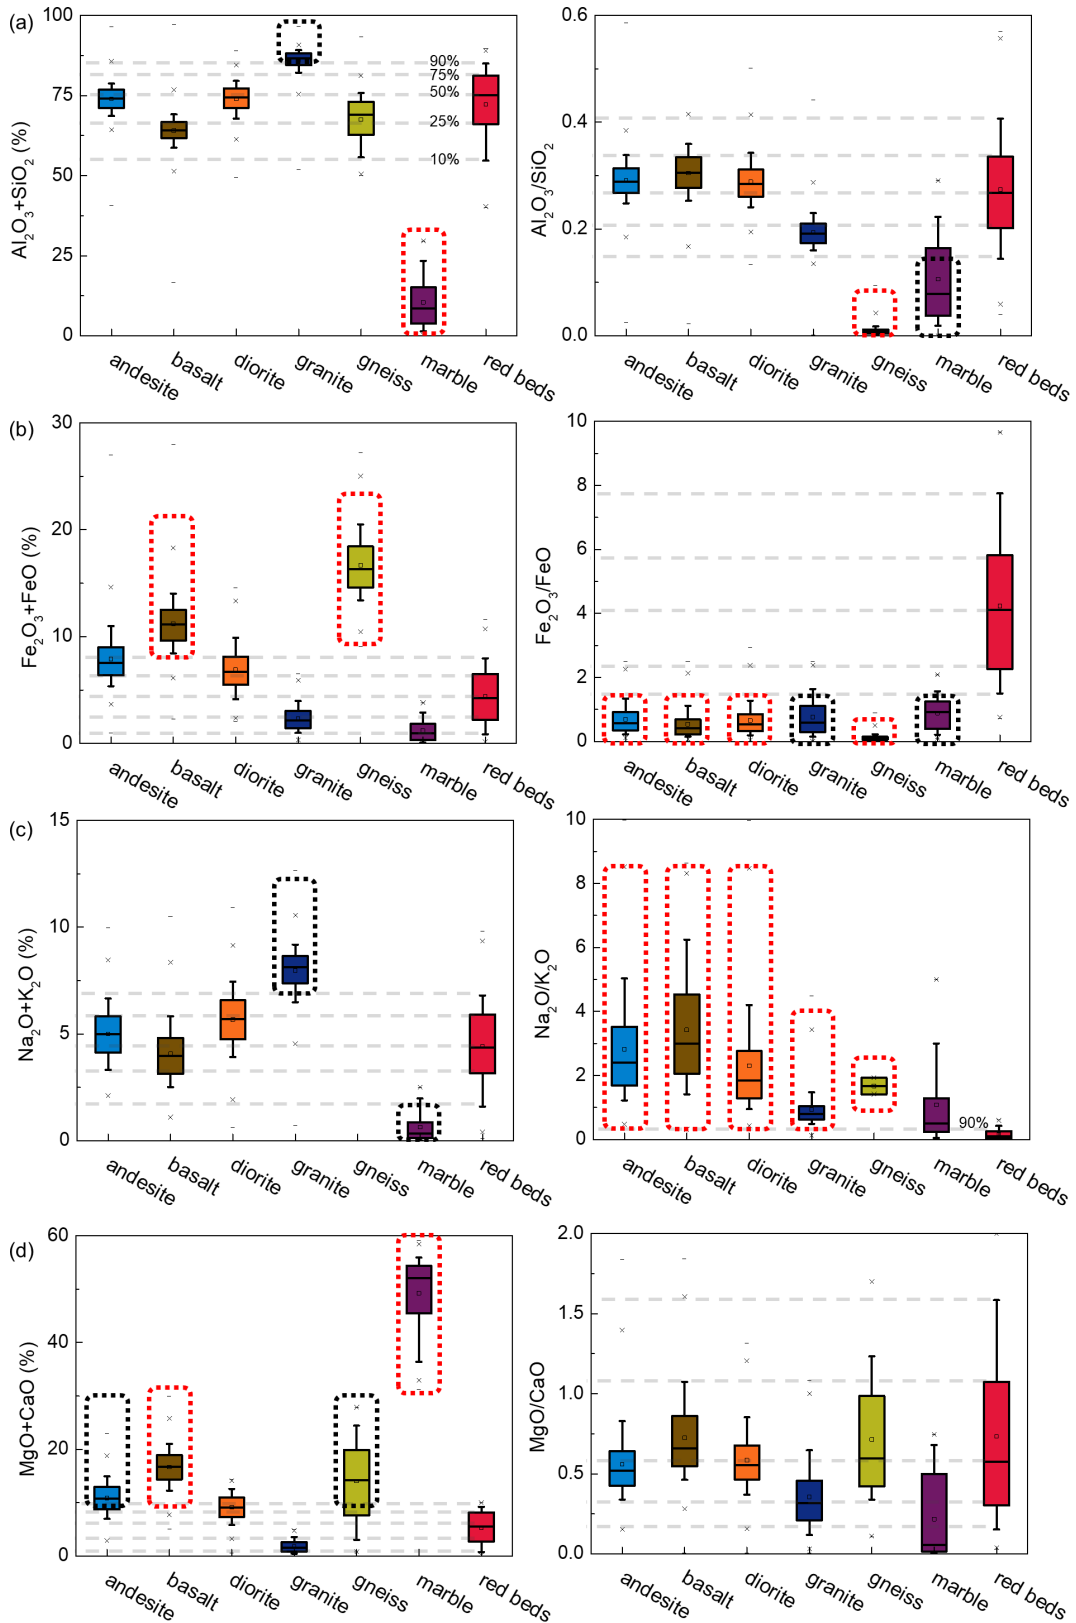 (a)
Al₂O₃+SiO₂ (%)
100
75
50
25
0
90%
75%
50%
25%
10%
andesite
basalt
diorite
granite
gneiss
marble
red beds
Al₂O₃/SiO₂
0.6
0.4
0.2
0.0
andesite
basalt
diorite
granite
gneiss
marble
red beds
(b)
Fe₂O₃+FeO (%)
30
20
10
0
andesite
basalt
diorite
granite
gneiss
marble
red beds
Fe₂O₃/FeO
10
8
6
4
2
0
andesite
basalt
diorite
granite
gneiss
marble
red beds
(c)
Na₂O+K₂O (%)
15
10
5
0
andesite
basalt
diorite
granite
gneiss
marble
red beds
Na₂O/K₂O
10
8
6
4
2
0
90%
andesite
basalt
diorite
granite
gneiss
marble
red beds
(d)
MgO+CaO (%)
60
40
20
0
andesite
basalt
diorite
granite
gneiss
marble
red beds
MgO/CaO
2.0
1.5
1.0
0.5
0.0
andesite
basalt
diorite
granite
gneiss
marble
red beds